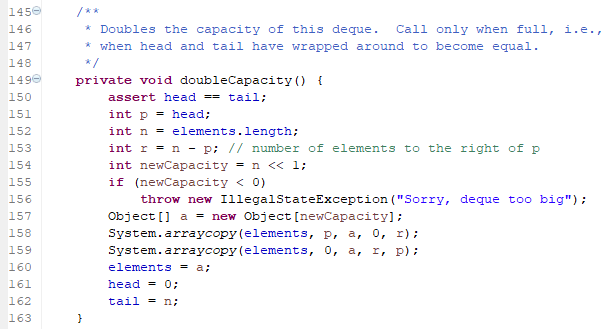 145 /**
146 * Doubles the capacity of this deque.  Call only when full, i.e.,
147 * when head and tail have wrapped around to become equal.
148 */
149 private void doubleCapacity() {
150 assert head == tail;
151 int p = head;
152 int n = elements.length;
153 int r = n - p; // number of elements to the right of p
154 int newCapacity = n << 1;
155 if (newCapacity < 0)
156 throw new IllegalStateException("Sorry, deque too big");
157 Object[] a = new Object[newCapacity];
158 System.arraycopy(elements, p, a, 0, r);
159 System.arraycopy(elements, 0, a, r, p);
160 elements = a;
161 head = 0;
162 tail = n;
163 }